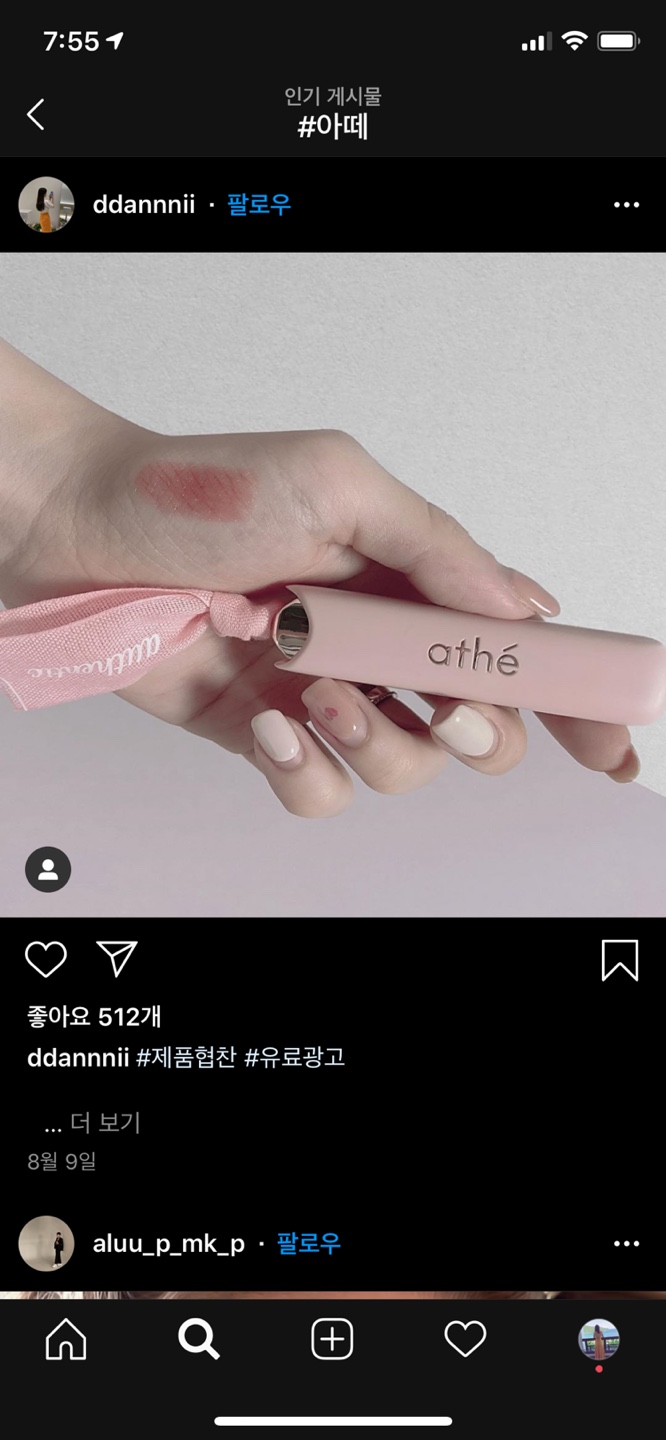 7:55
인기 게시물
#아떼
ddannnii · 팔로우
athé
authentic
좋아요 512개
ddannnii #제품협찬 #유료광고
... 더 보기
8월 9일
aluu_p_mk_p · 팔로우